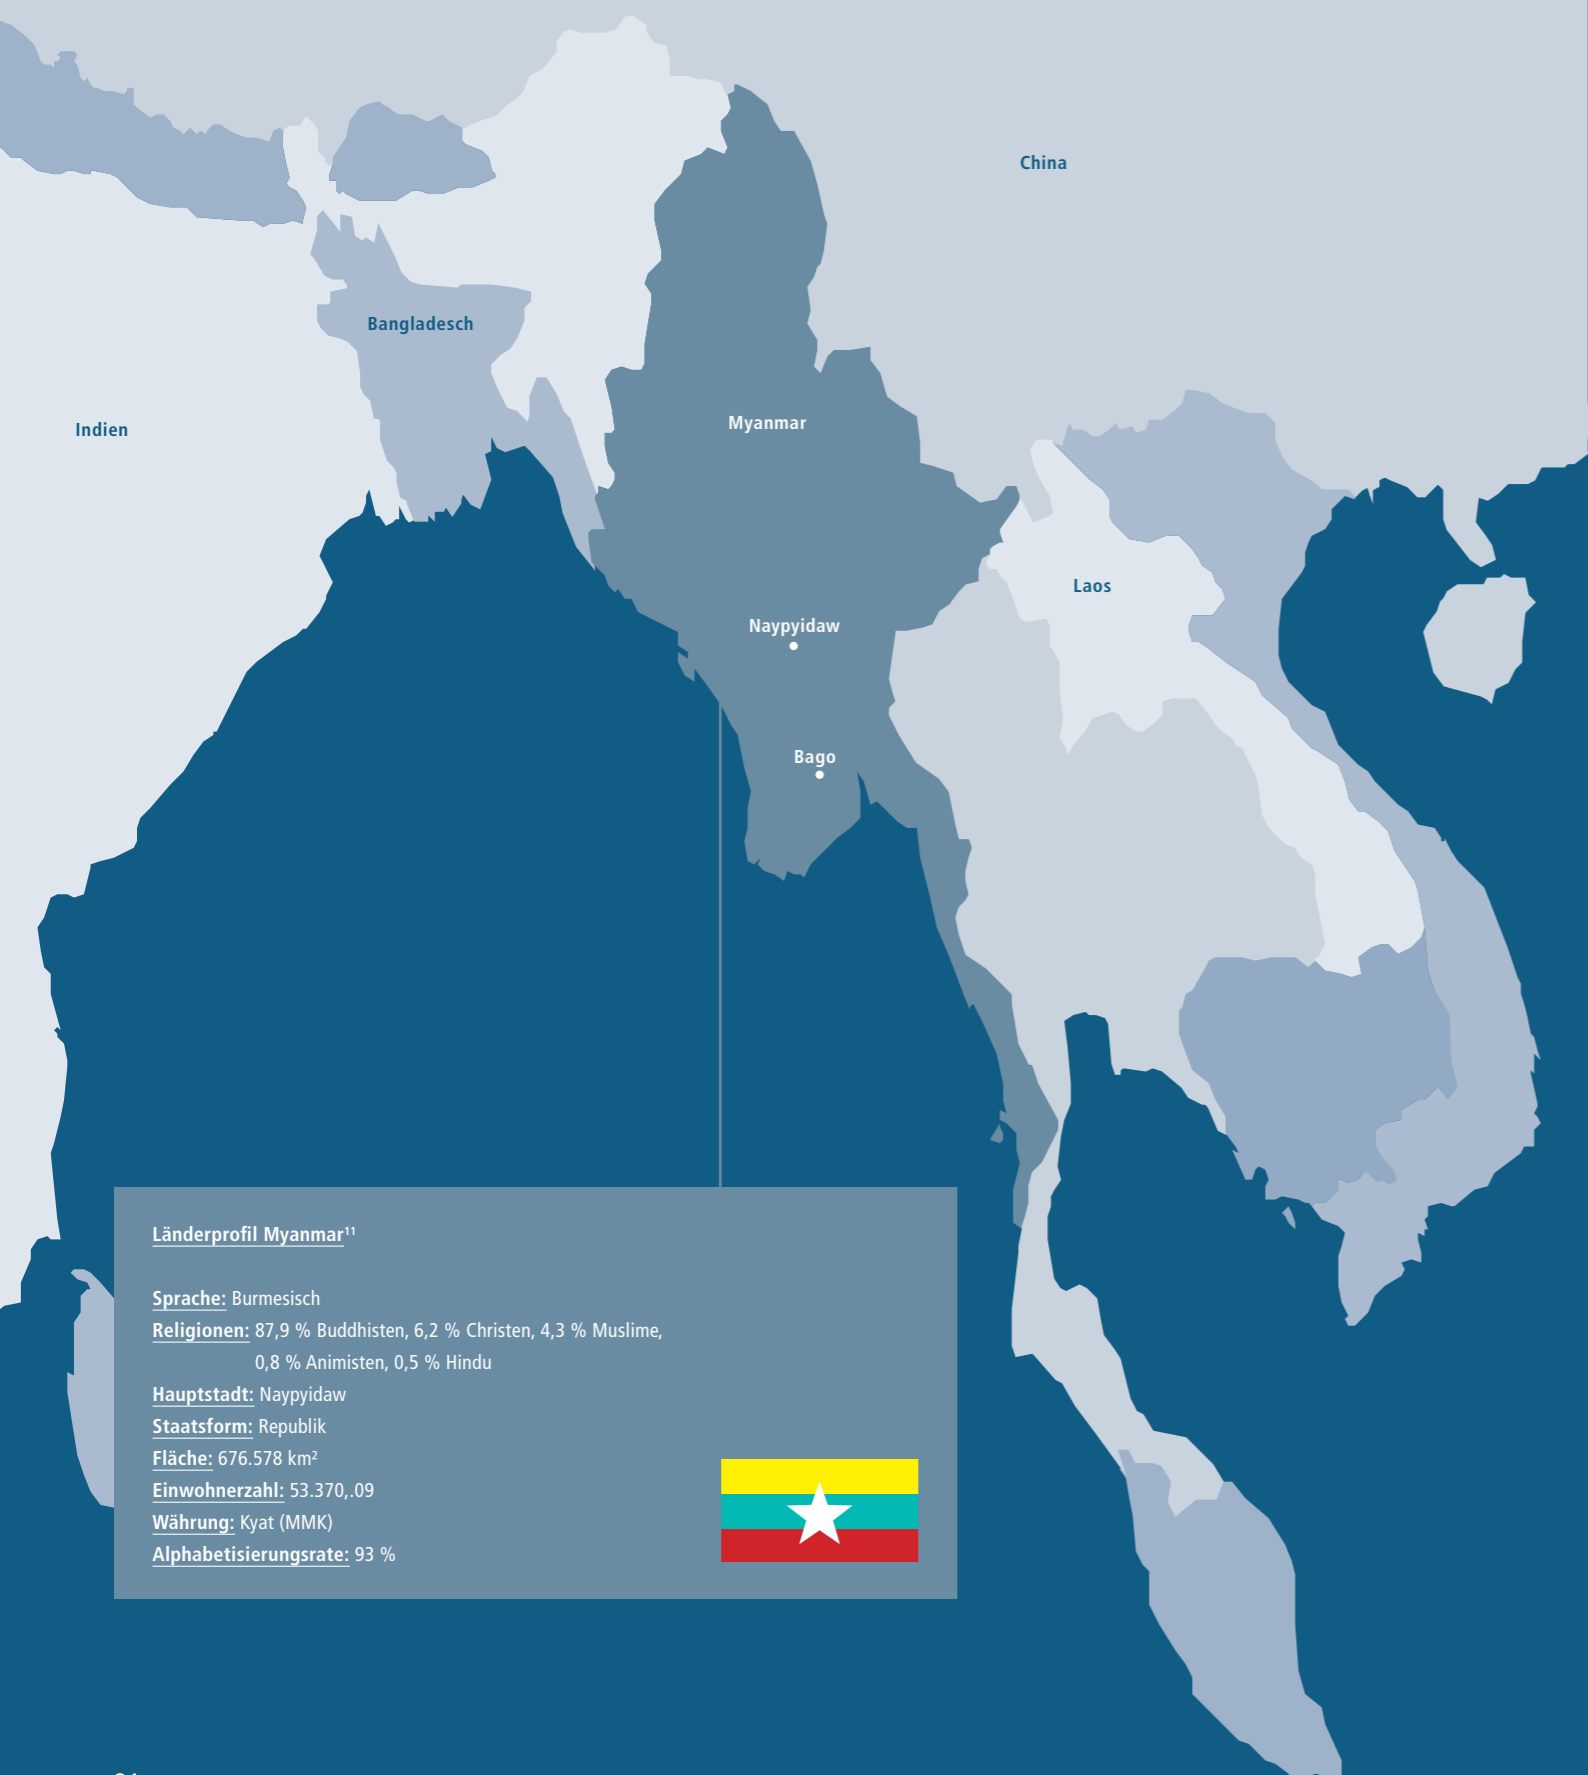 China
Bangladesch
Myanmar
Indien
Laos
Naypyidaw
Bago
Länderprofil Myanmar¹¹
Sprache: Burmesisch
Religionen: 87,9 % Buddhisten, 6,2 % Christen, 4,3 % Muslime,
0,8 % Animisten, 0,5 % Hindu
Hauptstadt: Naypyidaw
Staatsform: Republik
Fläche: 676.578 km²
Einwohnerzahl: 53.370,.09
Währung: Kyat (MMK)
Alphabetisierungsrate: 93 %